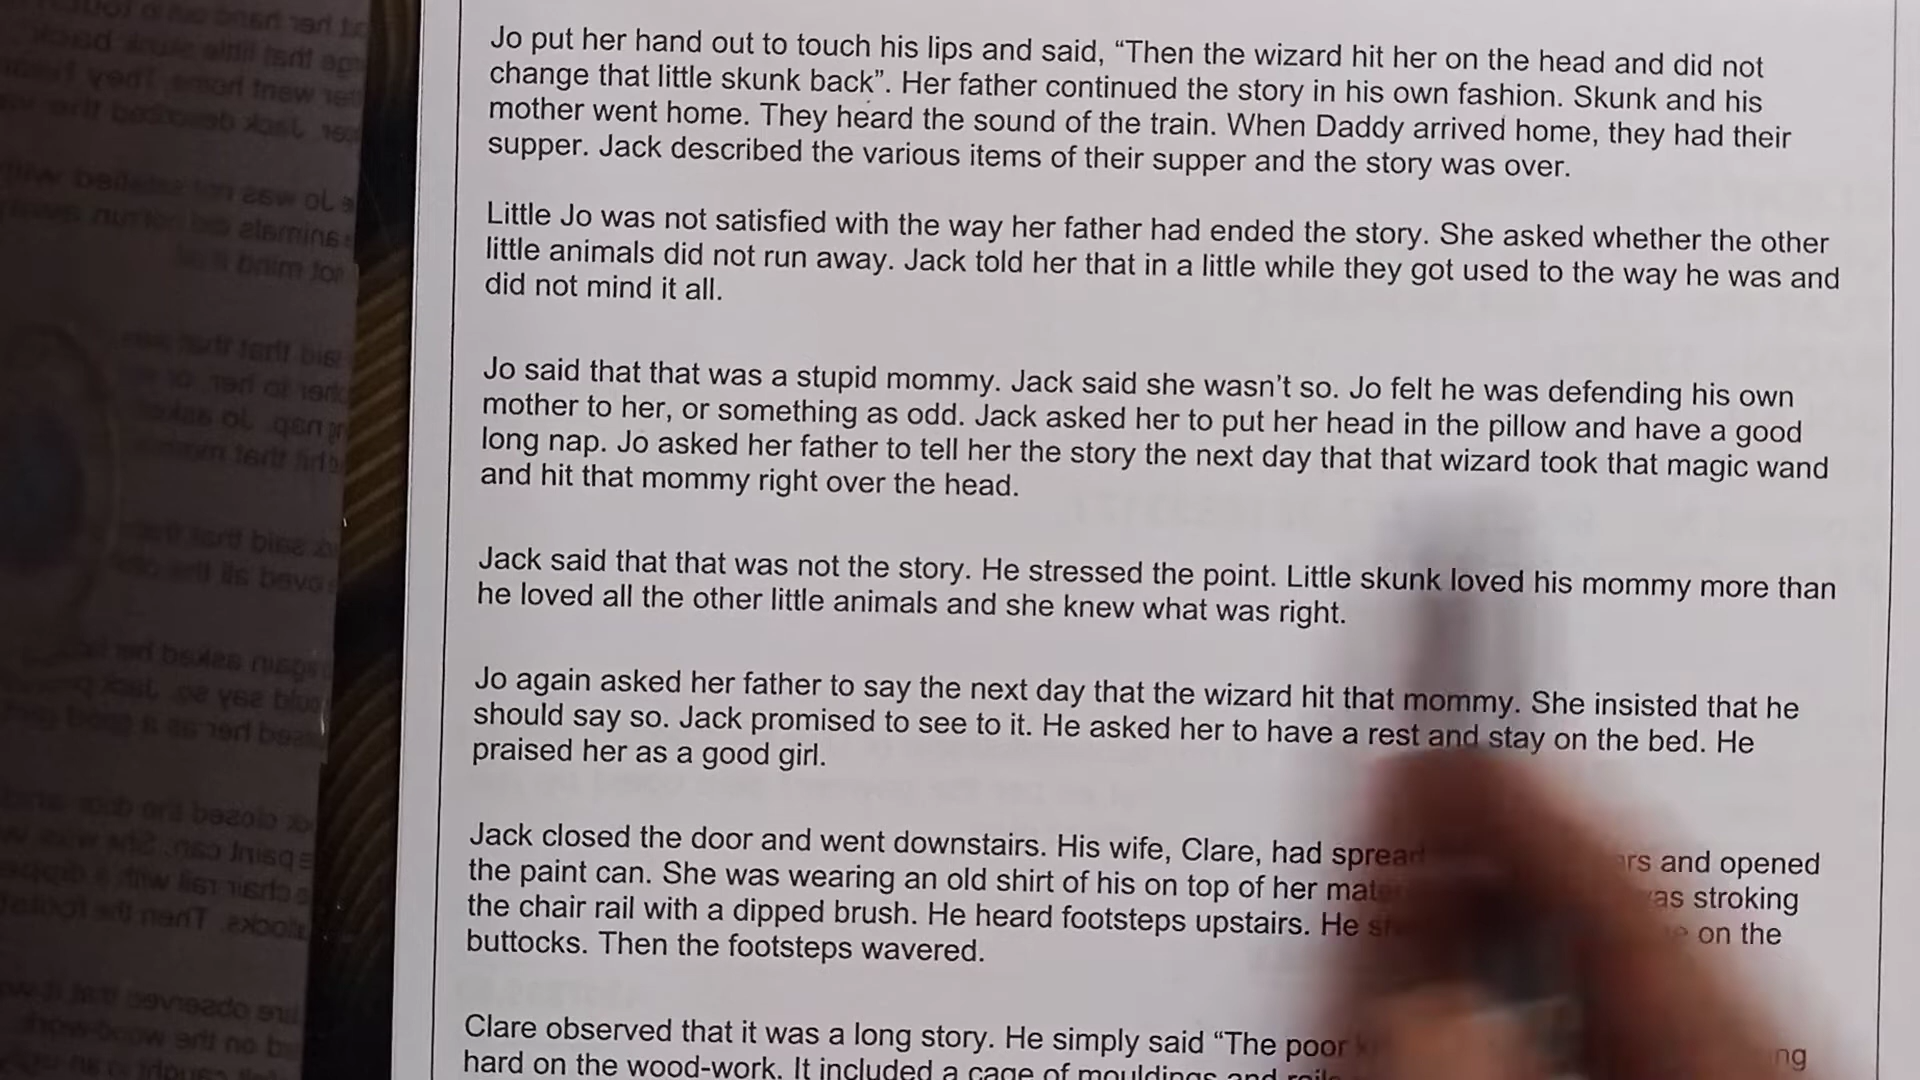 Jo put her hand out to touch his lips and said, “Then the wizard hit her on the head and did not
change that little skunk back”. Her father continued the story in his own fashion. Skunk and his
mother went home. They heard the sound of the train. When Daddy arrived home, they had their
supper. Jack described the various items of their supper and the story was over.
Little Jo was not satisfied with the way her father had ended the story. She asked whether the other
little animals did not run away. Jack told her that in a little while they got used to the way he was and
did not mind it all.
Jo said that that was a stupid mommy. Jack said she wasn’t so. Jo felt he was defending his own
mother to her, or something as odd. Jack asked her to put her head in the pillow and have a good
long nap. Jo asked her father to tell her the story the next day that that wizard took that magic wand
and hit that mommy right over the head.
Jack said that that was not the story. He stressed the point. Little skunk loved his mommy more than
he loved all the other little animals and she knew what was right.
Jo again asked her father to say the next day that the wizard hit that mommy. She insisted that he
should say so. Jack promised to see to it. He asked her to have a rest and stay on the bed. He
praised her as a good girl.
Jack closed the door and went downstairs. His wife, Clare, had spread and opened
the paint can. She was wearing an old shirt of his on top of her stroking
the chair rail with a dipped brush. He heard footsteps upstairs. He on the
buttocks. Then the footsteps wavered.
Clare observed that it was a long story. He simply said “The poor
hard on the wood-work. It included a cage of mouldings and